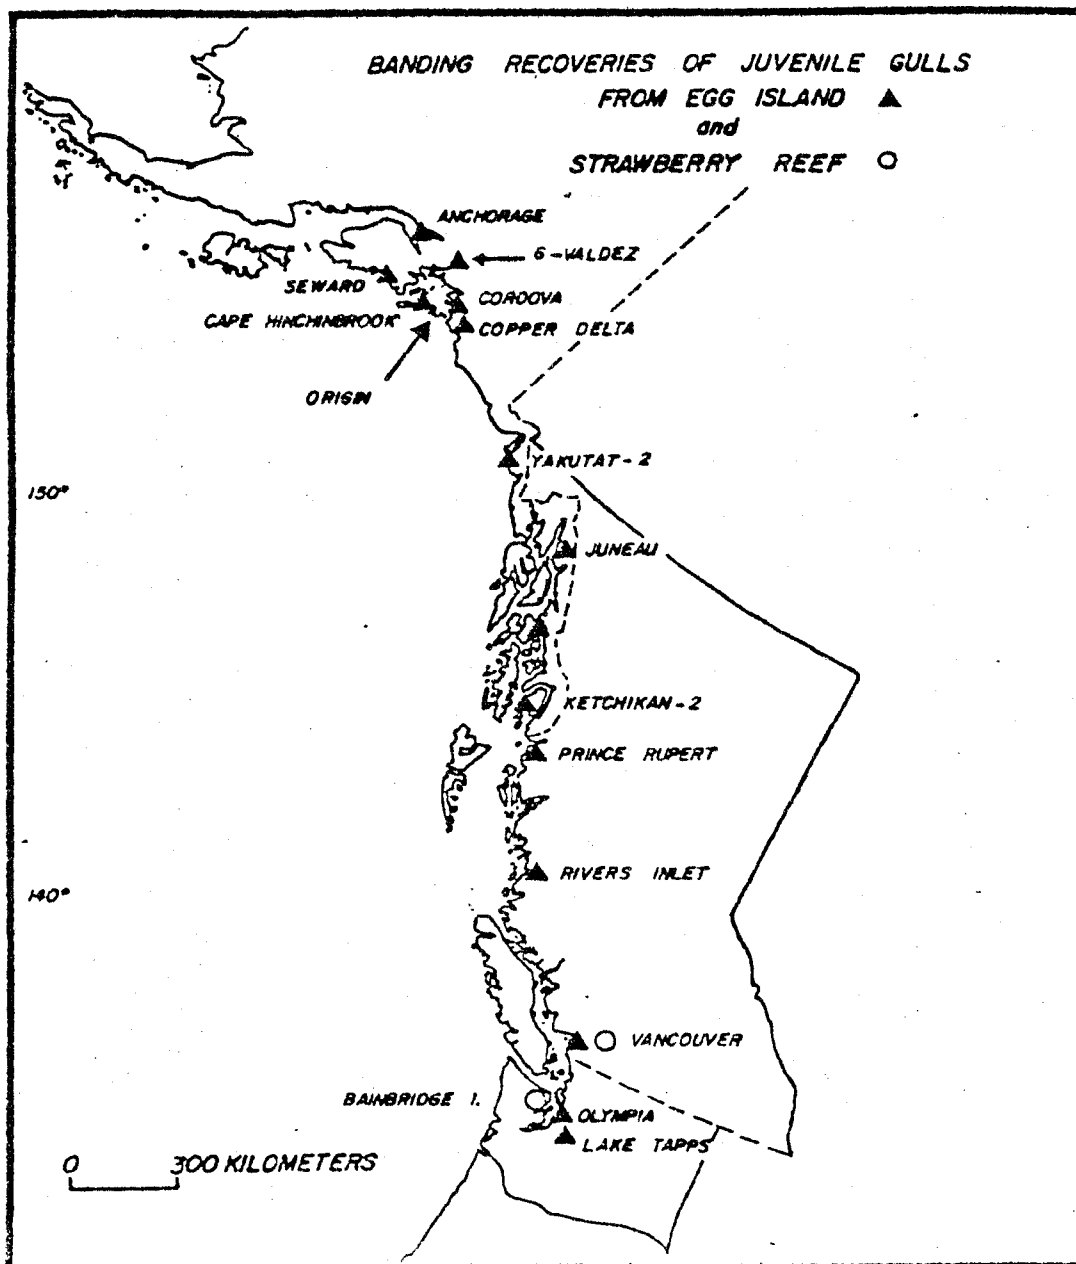 BANDING RECOVERIES OF JUVENILE GULLS
FROM EGG ISLAND
and
STRAWBERRY REEF
ANCHORAGE
6-VALDEZ
SEWARD
CORDOVA
CAPE HINCHINBROOK
COPPER DELTA
ORIGIN
YAKUTAT-2
150°
JUNEAU
KETCHIKAN-2
PRINCE RUPERT
RIVERS INLET
140°
VANCOUVER
BAINBRIDGE I.
OLYMPIA
LAKE TAPPS
0 300 KILOMETERS